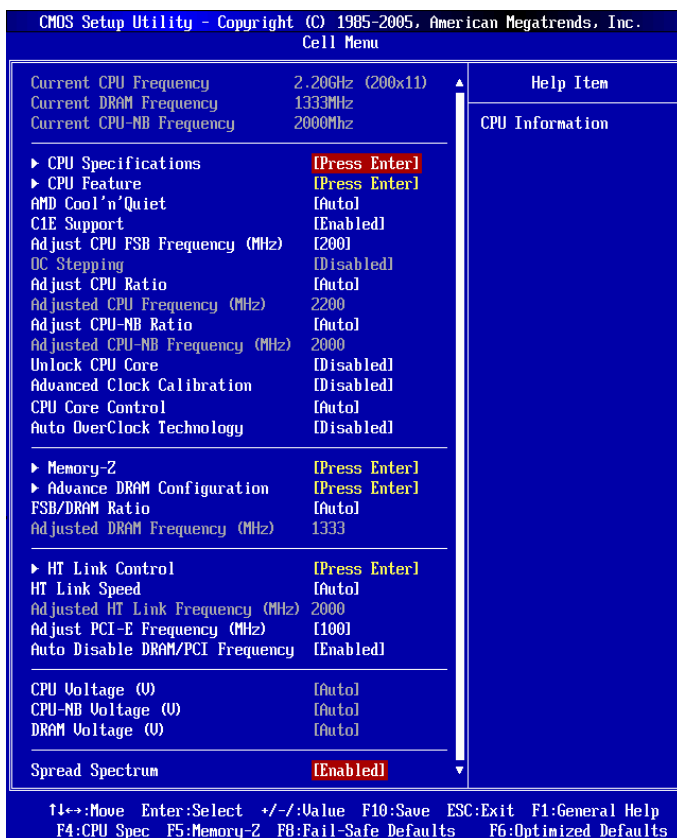 CMOS Setup Utility - Copyright (C) 1985-2005, American Megatrends, Inc.
Cell Menu
Current CPU Frequency 2.20GHz (200x11)
Current DRAM Frequency 1333MHz
Current CPU-NB Frequency 2000Mhz
Help Item
CPU Information
▶ CPU Specifications [Press Enter]
▶ CPU Feature [Press Enter]
AMD Cool'n'Quiet [Auto]
C1E Support [Enabled]
Adjust CPU FSB Frequency (MHz) [200]
OC Stepping [Disabled]
Adjust CPU Ratio [Auto]
Adjusted CPU Frequency (MHz) 2200
Adjust CPU-NB Ratio [Auto]
Adjusted CPU-NB Frequency (MHz) 2000
Unlock CPU Core [Disabled]
Advanced Clock Calibration [Disabled]
CPU Core Control [Auto]
Auto OverClock Technology [Disabled]
▶ Memory-Z [Press Enter]
▶ Advance DRAM Configuration [Press Enter]
FSB/DRAM Ratio [Auto]
Adjusted DRAM Frequency (MHz) 1333
▶ HT Link Control [Press Enter]
HT Link Speed [Auto]
Adjusted HT Link Frequency (MHz) 2000
Adjust PCI-E Frequency (MHz) [100]
Auto Disable DRAM/PCI Frequency [Enabled]
CPU Voltage (V) [Auto]
CPU-NB Voltage (V) [Auto]
DRAM Voltage (V) [Auto]
Spread Spectrum [Enabled]
↑↓←→:Move Enter:Select +/-/:Value F10:Save ESC:Exit F1:General Help
F4:CPU Spec F5:Memory-Z F8:Fail-Safe Defaults F6:Optimized Defaults